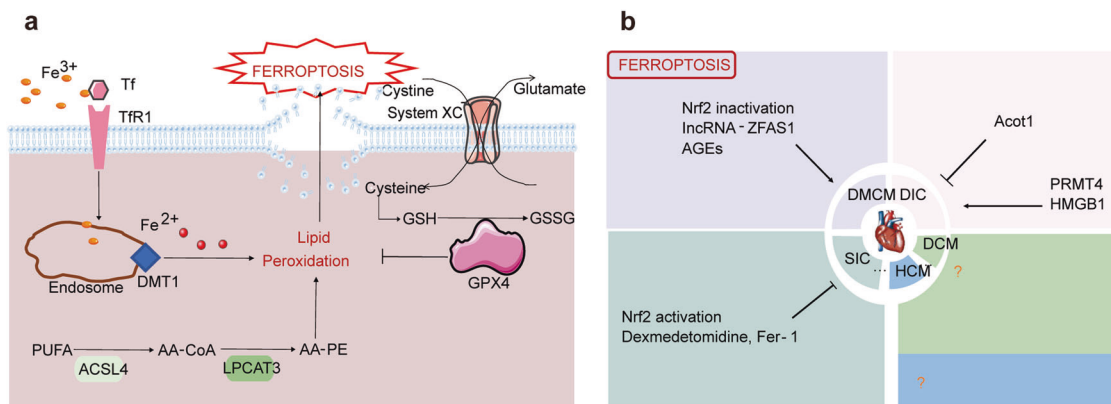 a
Fe3+
Tf
TfR1
FERROPTOSIS
Cystine
Glutamate
System XC
Cysteine
GSH
GSSG
Fe2+
Lipid
Peroxidation
GPX4
DMT1
Endosome
PUFA
AA-CoA
AA-PE
ACSL4
LPCAT3
b
FERROPTOSIS
Nrf2 inactivation
lncRNA-ZFAS1
AGEs
Acot1
PRMT4
HMGB1
DMCM
DIC
DCM
SIC
...
HCM
?
Nrf2 activation
Dexmedetomidine, Fer-1
?